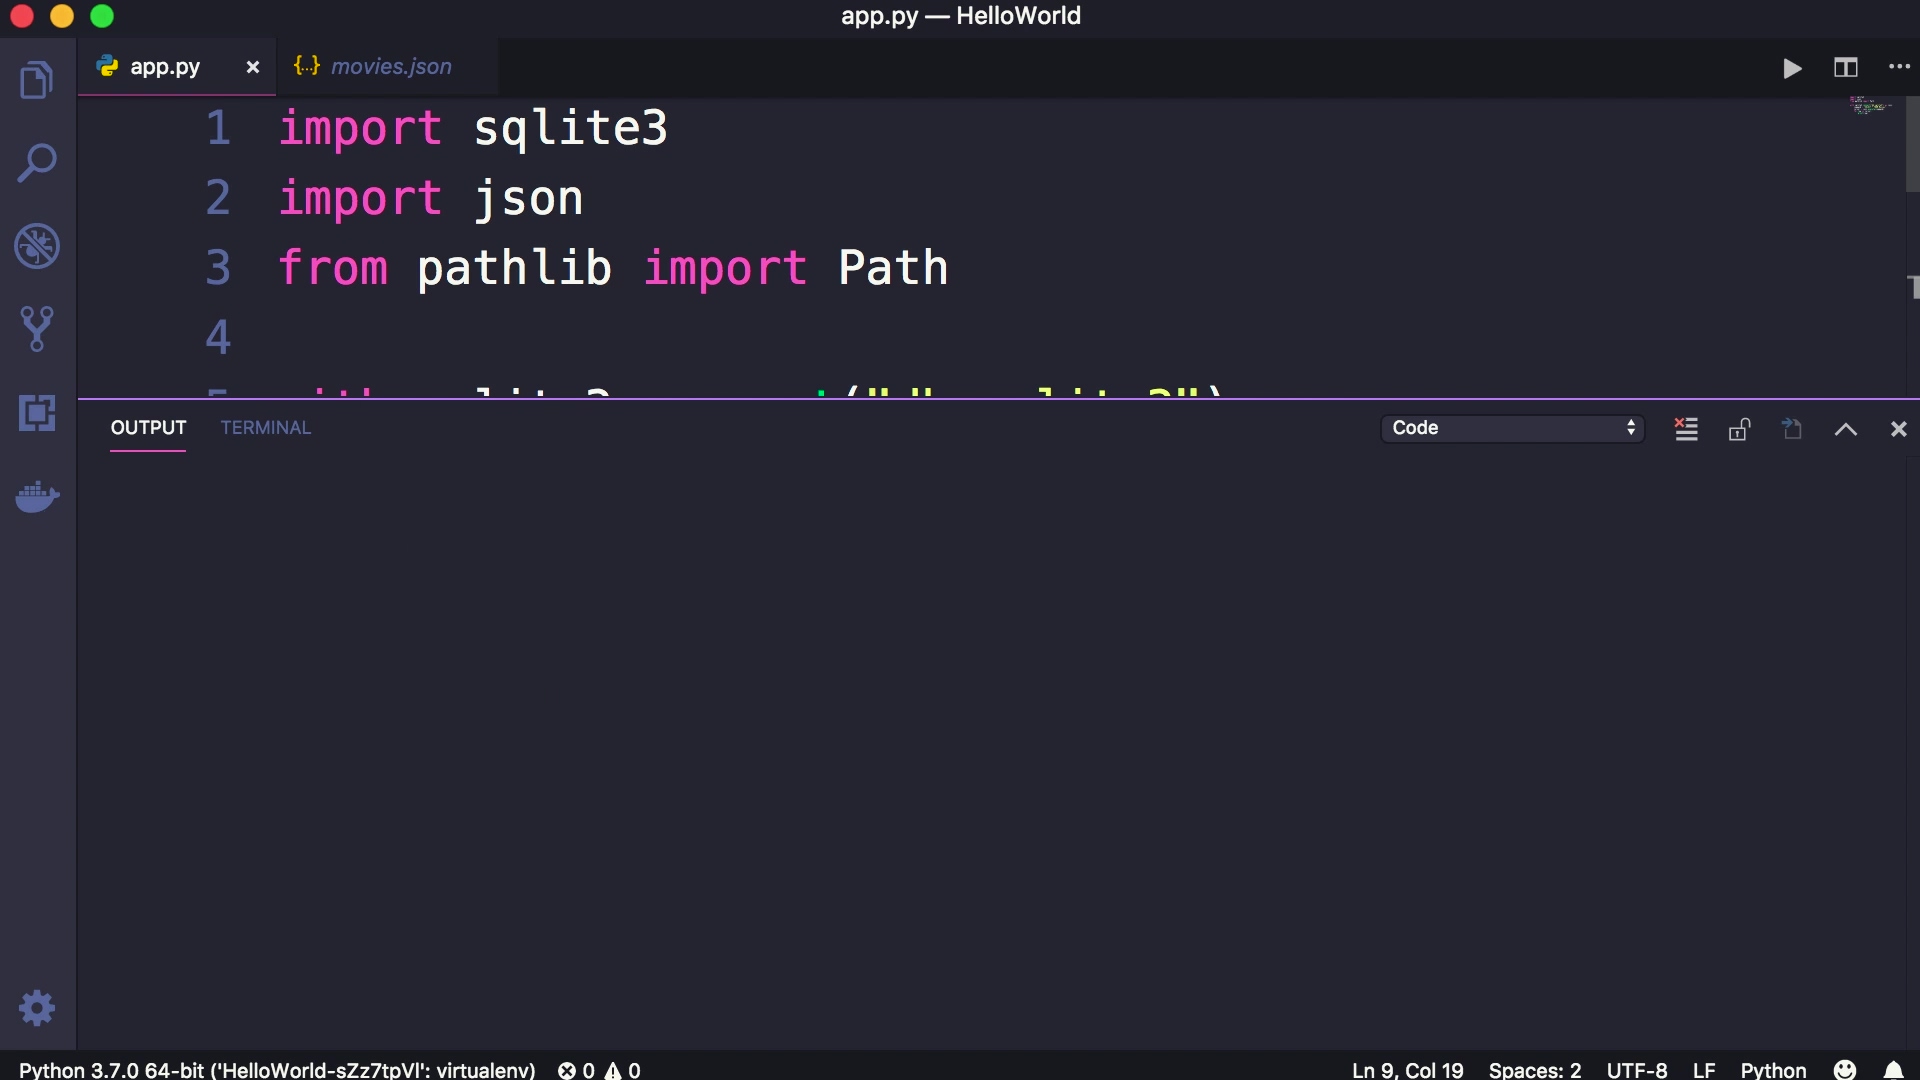 app.py — HelloWorld
app.py
{...} movies.json
1 import sqlite3
2 import json
3 from pathlib import Path
4
OUTPUT
TERMINAL
Code
Python 3.7.0 64-bit ('HelloWorld-sZz7tpVl': virtualenv)
0
0
Ln 9, Col 19
Spaces: 2
UTF-8
LF
Python